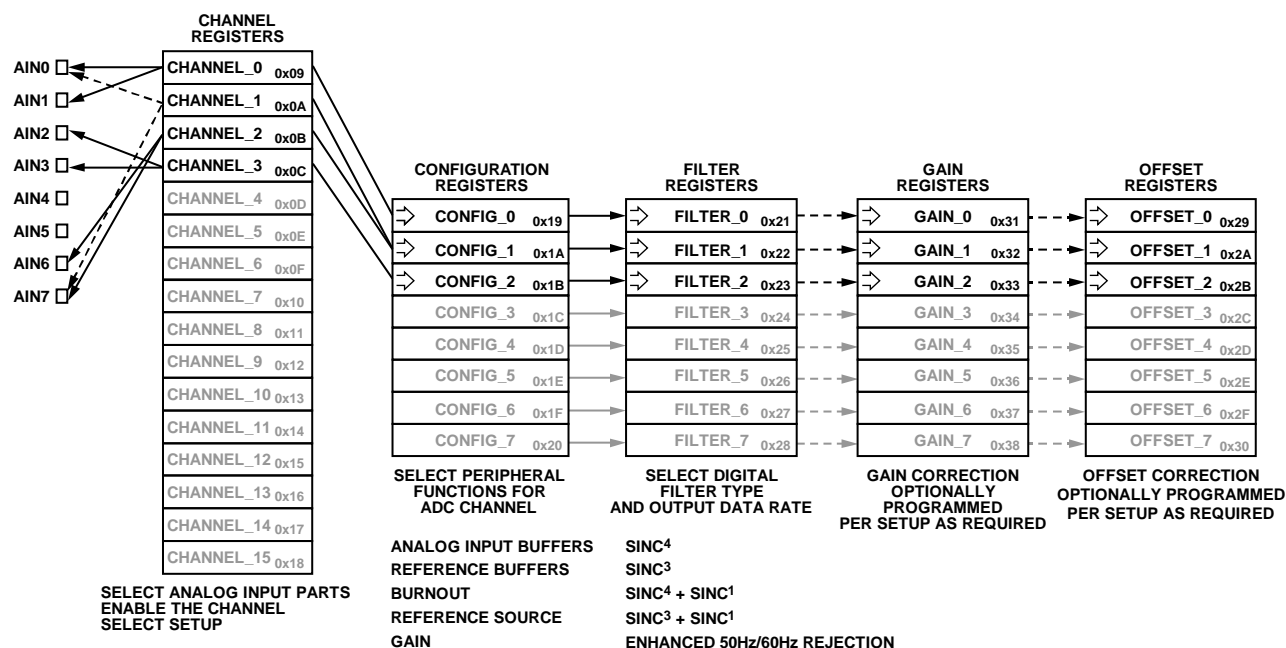 CHANNEL
REGISTERS
AIN0
AIN1
AIN2
AIN3
AIN4
AIN5
AIN6
AIN7
CHANNEL_0 0x09
CHANNEL_1 0x0A
CHANNEL_2 0x0B
CHANNEL_3 0x0C
CHANNEL_4 0x0D
CHANNEL_5 0x0E
CHANNEL_6 0x0F
CHANNEL_7 0x10
CHANNEL_8 0x11
CHANNEL_9 0x12
CHANNEL_10 0x13
CHANNEL_11 0x14
CHANNEL_12 0x15
CHANNEL_13 0x16
CHANNEL_14 0x17
CHANNEL_15 0x18
SELECT ANALOG INPUT PARTS
ENABLE THE CHANNEL
SELECT SETUP
CONFIGURATION
REGISTERS
CONFIG_0 0x19
CONFIG_1 0x1A
CONFIG_2 0x1B
CONFIG_3 0x1C
CONFIG_4 0x1D
CONFIG_5 0x1E
CONFIG_6 0x1F
CONFIG_7 0x20
SELECT PERIPHERAL
FUNCTIONS FOR
ADC CHANNEL
ANALOG INPUT BUFFERS
REFERENCE BUFFERS
BURNOUT
REFERENCE SOURCE
GAIN
FILTER
REGISTERS
FILTER_0 0x21
FILTER_1 0x22
FILTER_2 0x23
FILTER_3 0x24
FILTER_4 0x25
FILTER_5 0x26
FILTER_6 0x27
FILTER_7 0x28
SELECT DIGITAL
FILTER TYPE
AND OUTPUT DATA RATE
SINC4
SINC3
SINC4 + SINC1
SINC3 + SINC1
ENHANCED 50Hz/60Hz REJECTION
GAIN
REGISTERS
GAIN_0 0x31
GAIN_1 0x32
GAIN_2 0x33
GAIN_3 0x34
GAIN_4 0x35
GAIN_5 0x36
GAIN_6 0x37
GAIN_7 0x38
GAIN CORRECTION
OPTIONALLY
PROGRAMMED
PER SETUP AS REQUIRED
OFFSET
REGISTERS
OFFSET_0 0x29
OFFSET_1 0x2A
OFFSET_2 0x2B
OFFSET_3 0x2C
OFFSET_4 0x2D
OFFSET_5 0x2E
OFFSET_6 0x2F
OFFSET_7 0x30
OFFSET CORRECTION
OPTIONALLY PROGRAMMED
PER SETUP AS REQUIRED